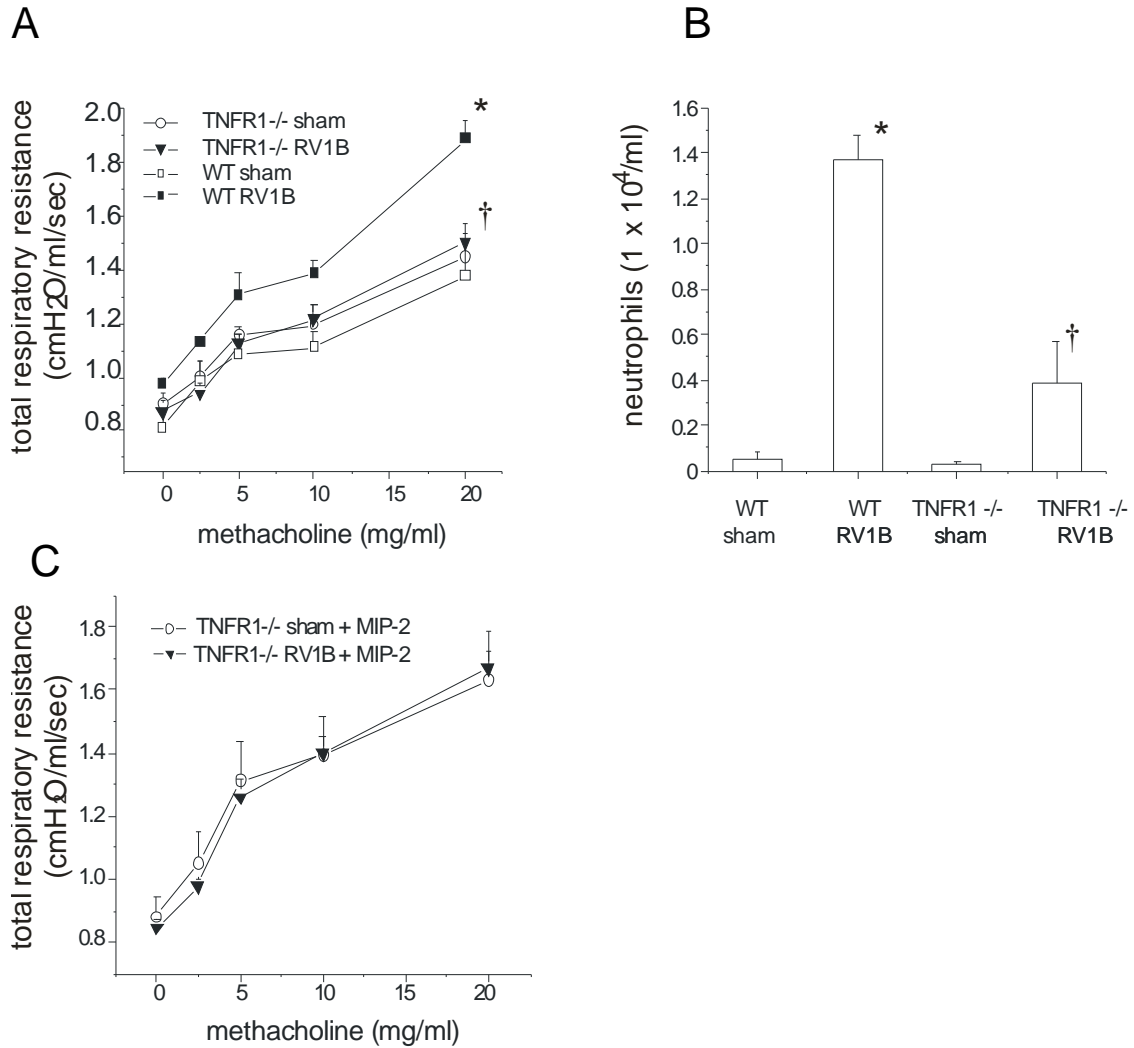 A
total respiratory resistance
(cmH2O/ml/sec)
2.0
1.8
1.6
1.4
1.2
1.0
0.8
TNFR1-/- sham
TNFR1-/- RV1B
WT sham
WT RV1B
*
†
0 5 10 15 20
methacholine (mg/ml)
B
neutrophils (1 x 10⁴/ml)
1.6
1.4
1.2
1.0
0.8
0.6
0.4
0.2
0
*
†
WT
sham
WT
RV1B
TNFR1 -/-
sham
TNFR1 -/-
RV1B
C
total respiratory resistance
(cmH₂O/ml/sec)
1.8
1.6
1.4
1.2
1.0
0.8
TNFR1-/- sham + MIP-2
TNFR1-/- RV1B + MIP-2
0 5 10 15 20
methacholine (mg/ml)